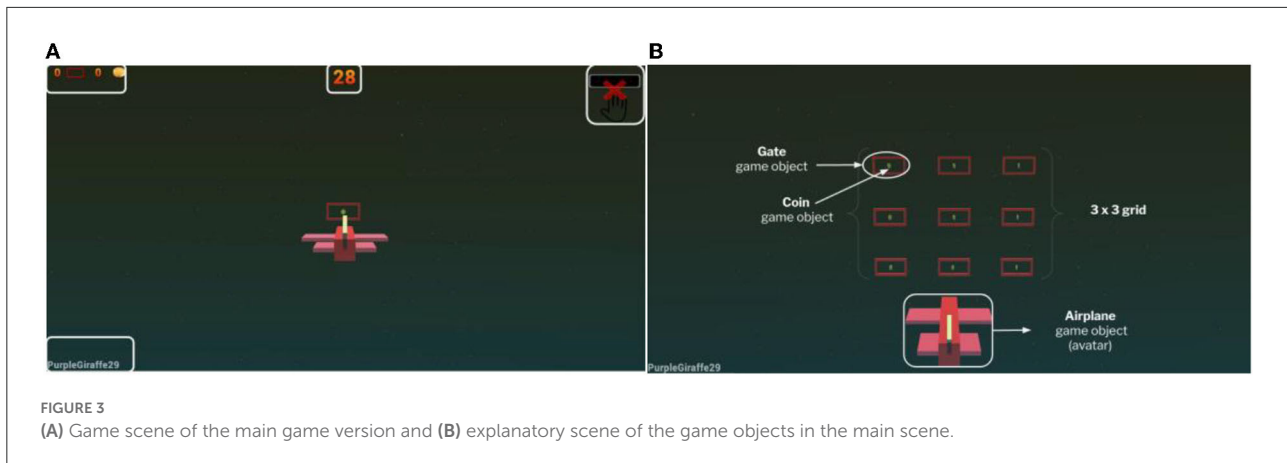 A
B
0 0
28
PurpleGiraffe29
Gate
game object
Coin
game object
3 x 3 grid
Airplane
game object
(avatar)
PurpleGiraffe29
FIGURE 3
(A) Game scene of the main game version and (B) explanatory scene of the game objects in the main scene.